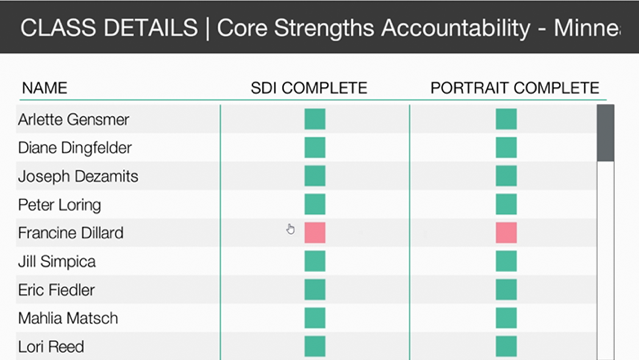 CLASS DETAILS | Core Strengths Accountability - Minne
NAME SDI COMPLETE PORTRAIT COMPLETE
Arlette Gensmer
Diane Dingfelder
Joseph Dezamits
Peter Loring
Francine Dillard
Jill Simpica
Eric Fiedler
Mahlia Matsch
Lori Reed